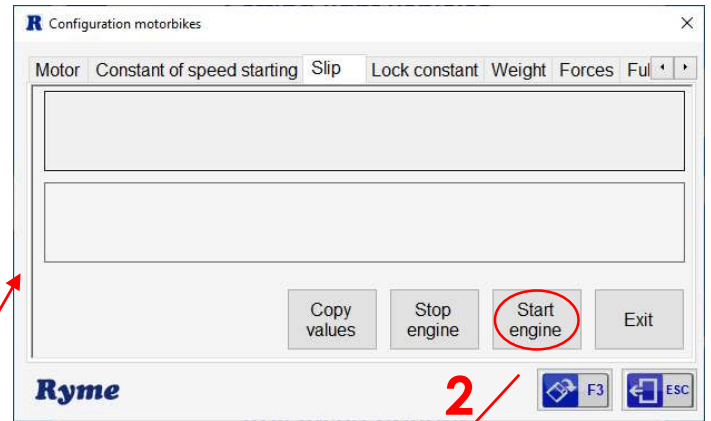 R Configuration motorbikes
Motor Constant of speed starting Slip Lock constant Weight Forces Ful
Copy values Stop engine Start engine Exit
Ryme 2 F3 ESC